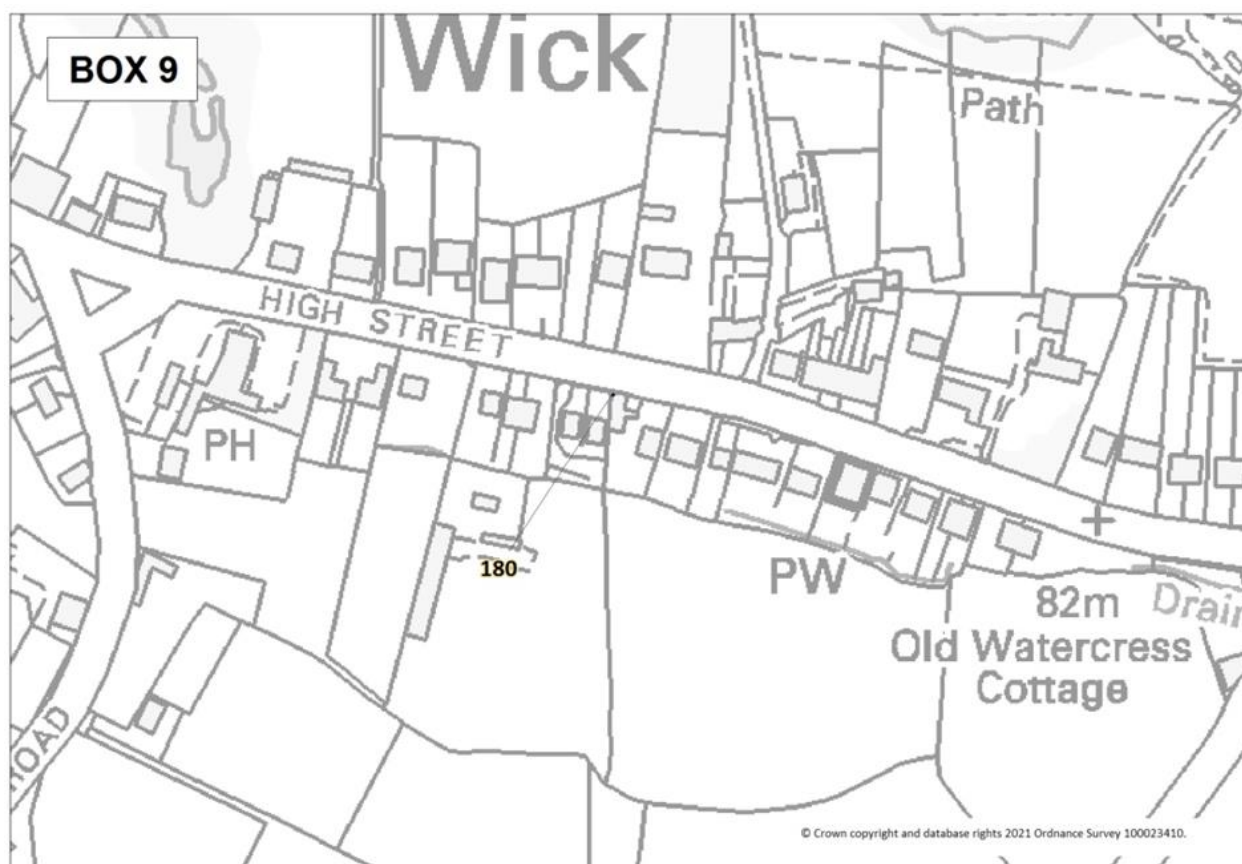 BOX 9
Wick
Path
HIGH STREET
PH
180
PW
82m
Drain
Old Watercress
Cottage
ROAD
© Crown copyright and database rights 2021 Ordnance Survey 100023410.